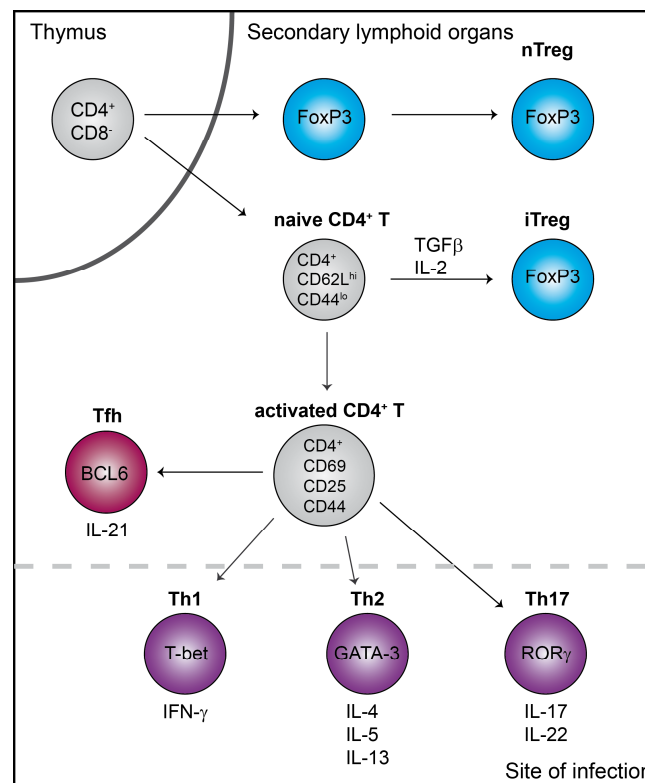 Thymus
Secondary lymphoid organs
nTreg
CD4⁺
CD8⁻
FoxP3
FoxP3
naive CD4⁺ T
iTreg
CD4⁺
CD62Lʰⁱ
CD44ˡᵒ
TGFβ
IL-2
FoxP3
activated CD4⁺ T
Tfh
CD4⁺
CD69
CD25
CD44
BCL6
IL-21
Th1
Th2
Th17
T-bet
GATA-3
RORγ
IFN-γ
IL-4
IL-5
IL-13
IL-17
IL-22
Site of infection